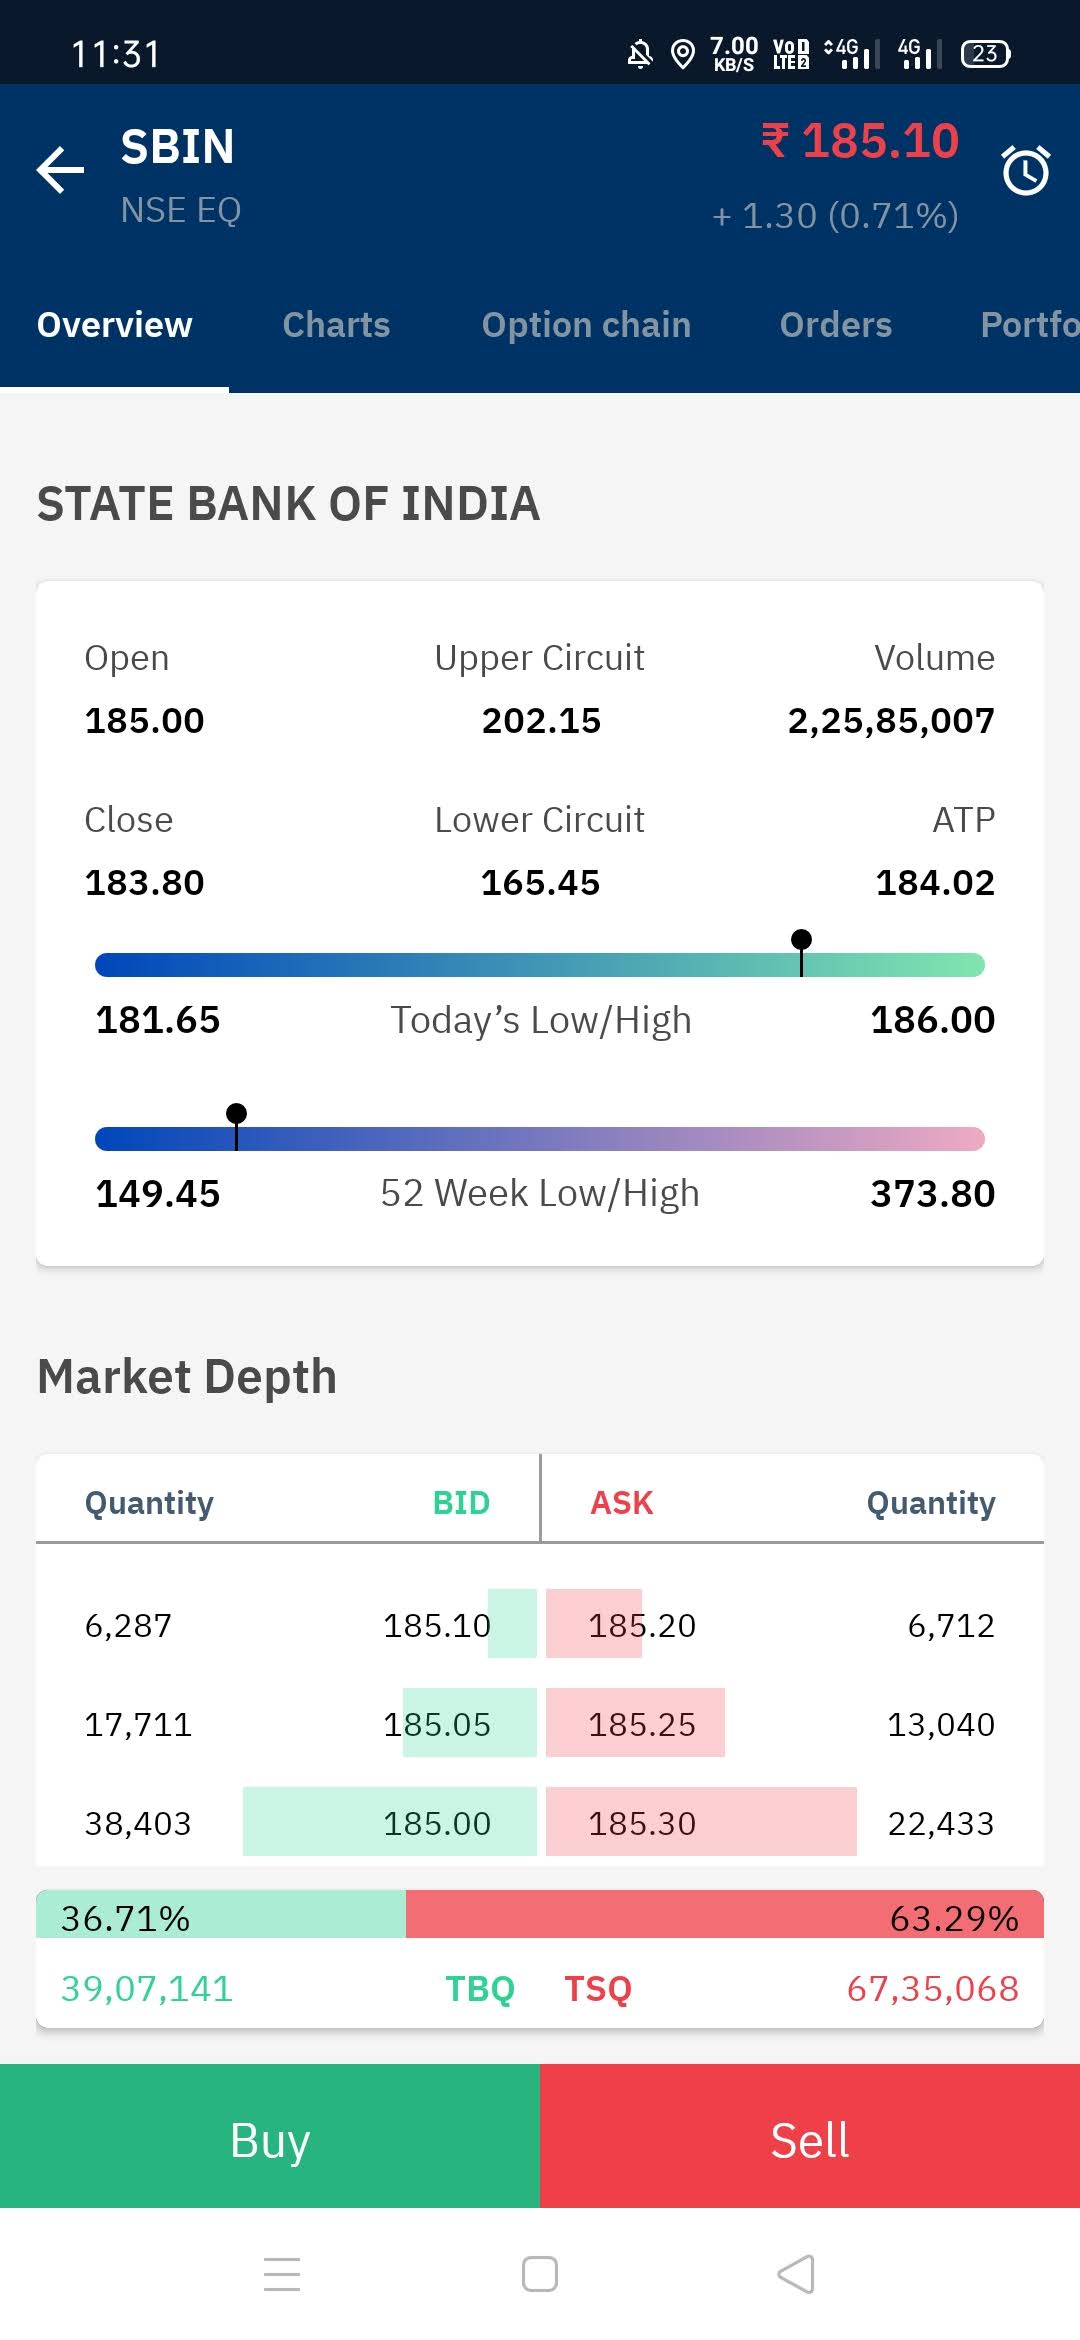 11:31 7.00 KB/S VoD LTE2 4G 4G 23
SBIN ₹ 185.10
NSE EQ + 1.30 (0.71%)
Overview Charts Option chain Orders Portfo
STATE BANK OF INDIA
Open Upper Circuit Volume
185.00 202.15 2,25,85,007
Close Lower Circuit ATP
183.80 165.45 184.02
181.65 Today’s Low/High 186.00
149.45 52 Week Low/High 373.80
Market Depth
Quantity BID ASK Quantity
6,287 185.10 185.20 6,712
17,711 185.05 185.25 13,040
38,403 185.00 185.30 22,433
36.71% 63.29%
39,07,141 TBQ TSQ 67,35,068
Buy Sell